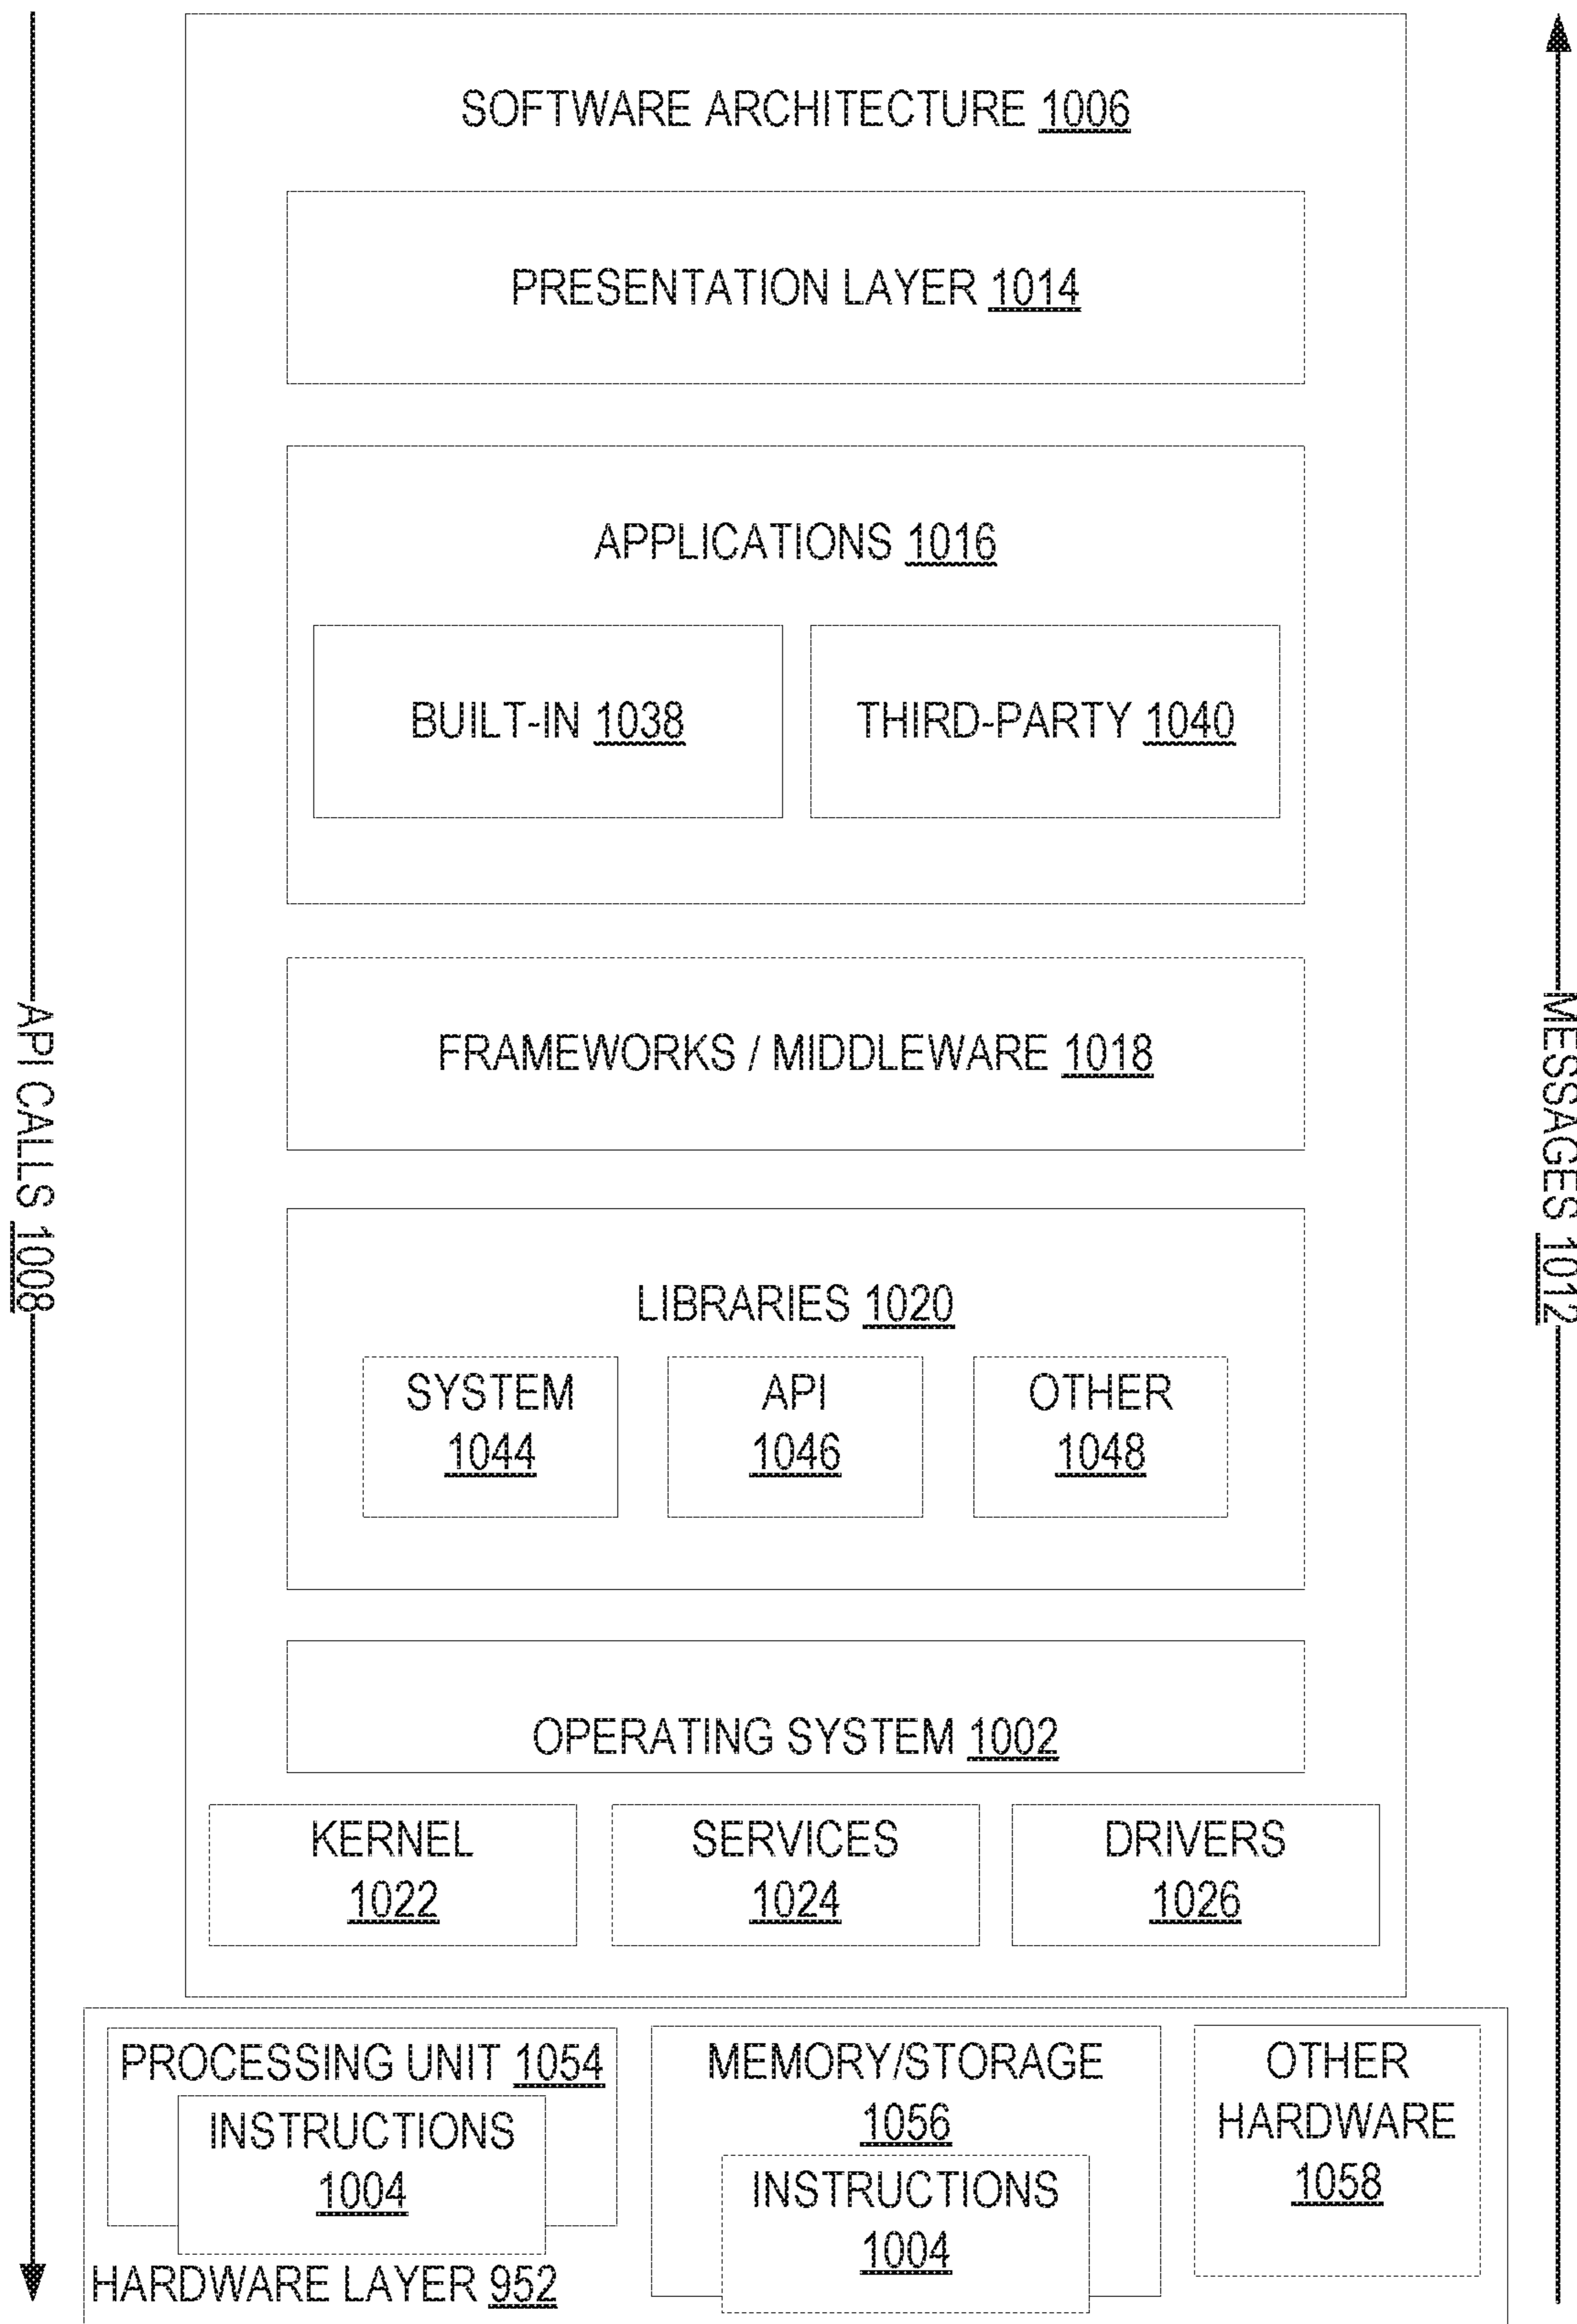 SOFTWARE ARCHITECTURE 1006
PRESENTATION LAYER 1014
APPLICATIONS 1016
BUILT-IN 1038
THIRD-PARTY 1040
FRAMEWORKS / MIDDLEWARE 1018
API CALLS 1008
MESSAGES 1012
LIBRARIES 1020
SYSTEM
1044
API
1046
OTHER
1048
OPERATING SYSTEM 1002
KERNEL
1022
SERVICES
1024
DRIVERS
1026
PROCESSING UNIT 1054
INSTRUCTIONS
1004
MEMORY/STORAGE
1056
INSTRUCTIONS
1004
OTHER
HARDWARE
1058
HARDWARE LAYER 952